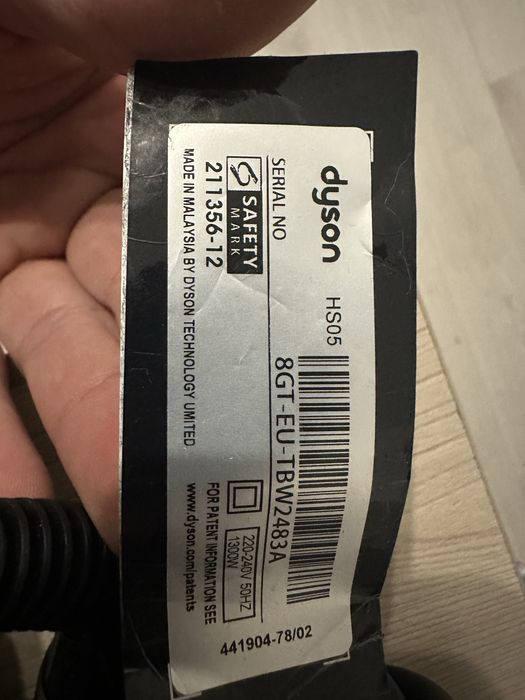 dyson HS05
SERIAL NO
8GT-EU-TBW2483A
SAFETY
MARK
211356-12
MADE IN MALAYSIA BY DYSON TECHNOLOGY LIMITED
220-240V 50HZ
1300W
FOR PATENT INFORMATION SEE
www.dyson.com/patents
441904-78/02